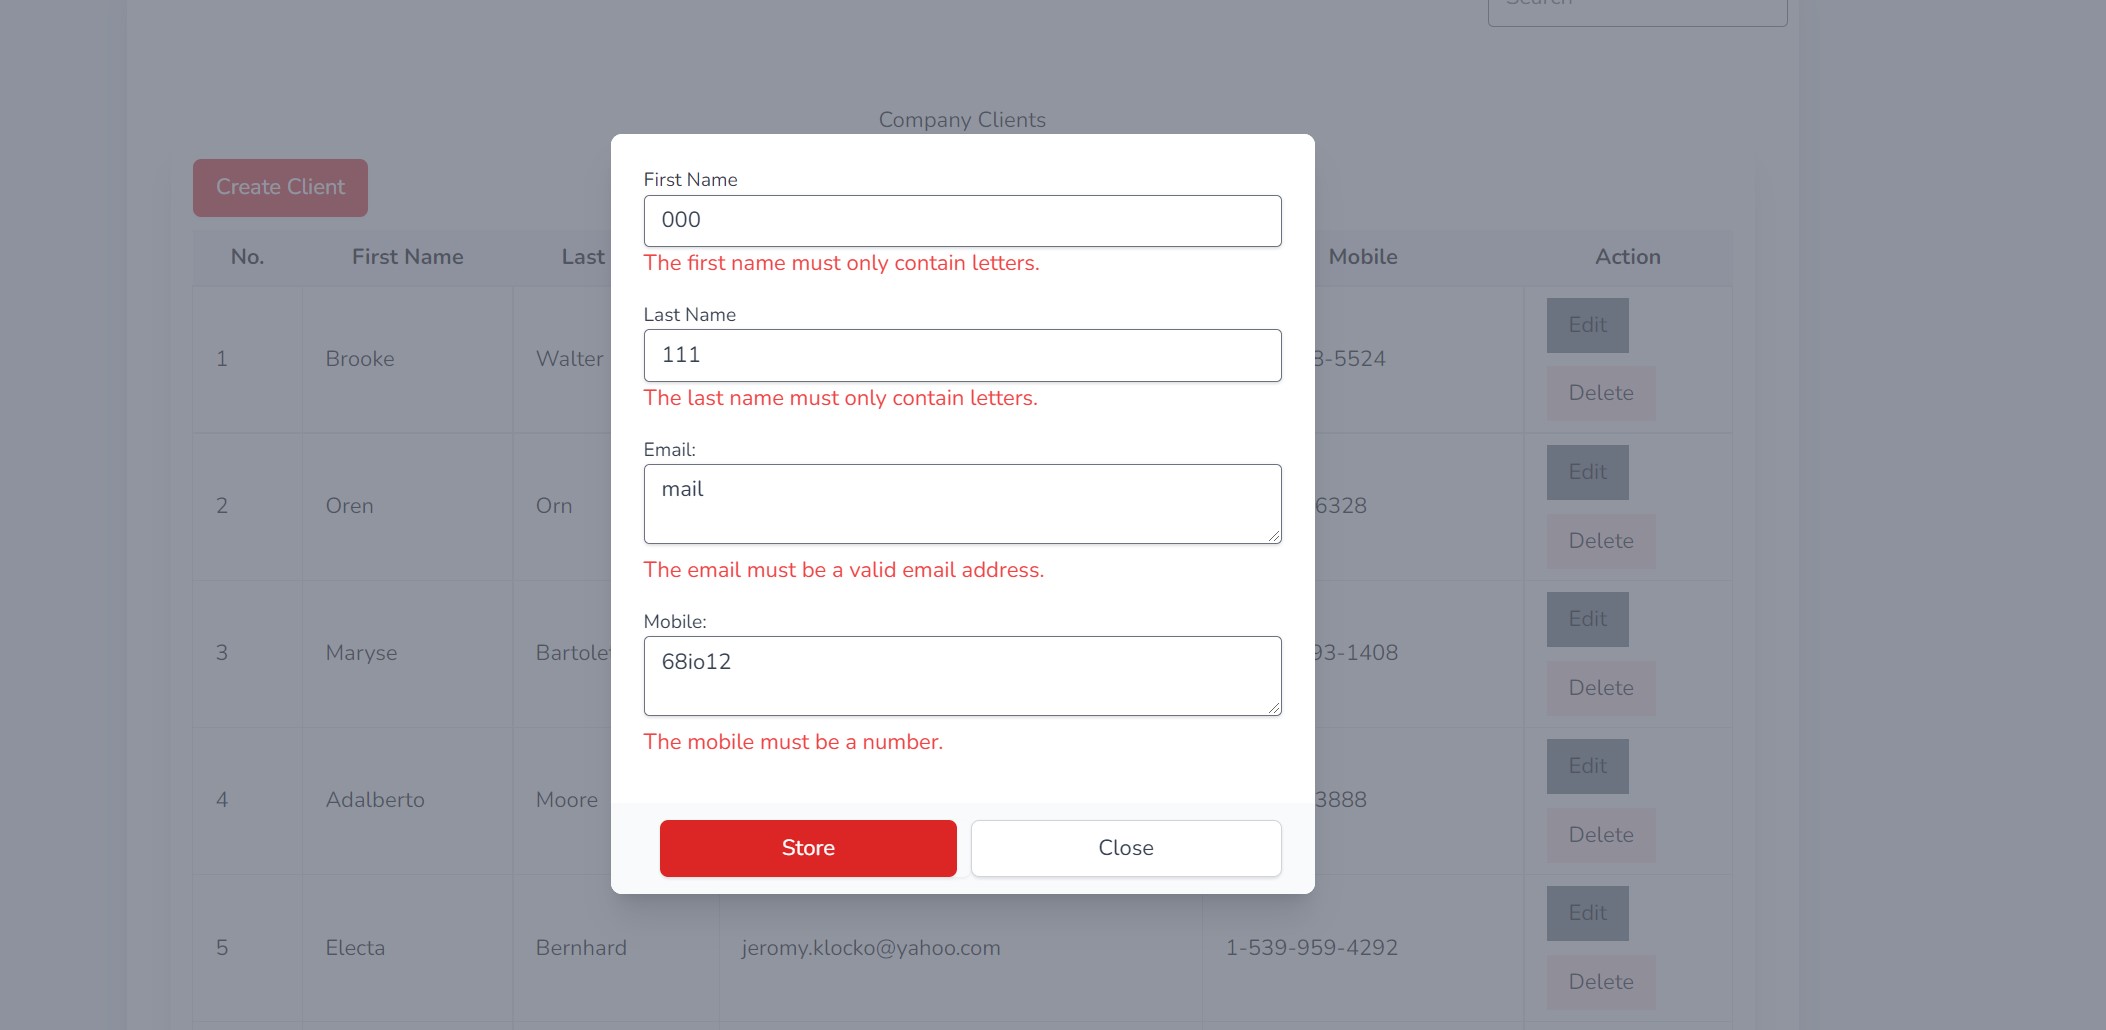 Company Clients
Create Client
No. First Name Last Mobile Action
1 Brooke Walter 8-5524 Edit
Delete
2 Oren Orn 6328 Edit
Delete
3 Maryse 93-1408 Edit
Delete
4 Adalberto Moore 3888 Edit
Delete
5 Electa Bernhard jeromy.klocko@yahoo.com 1-539-959-4292 Edit
Delete
First Name
000
The first name must only contain letters.
Last Name
111
The last name must only contain letters.
Email:
mail
The email must be a valid email address.
Mobile:
68io12
The mobile must be a number.
Store Close